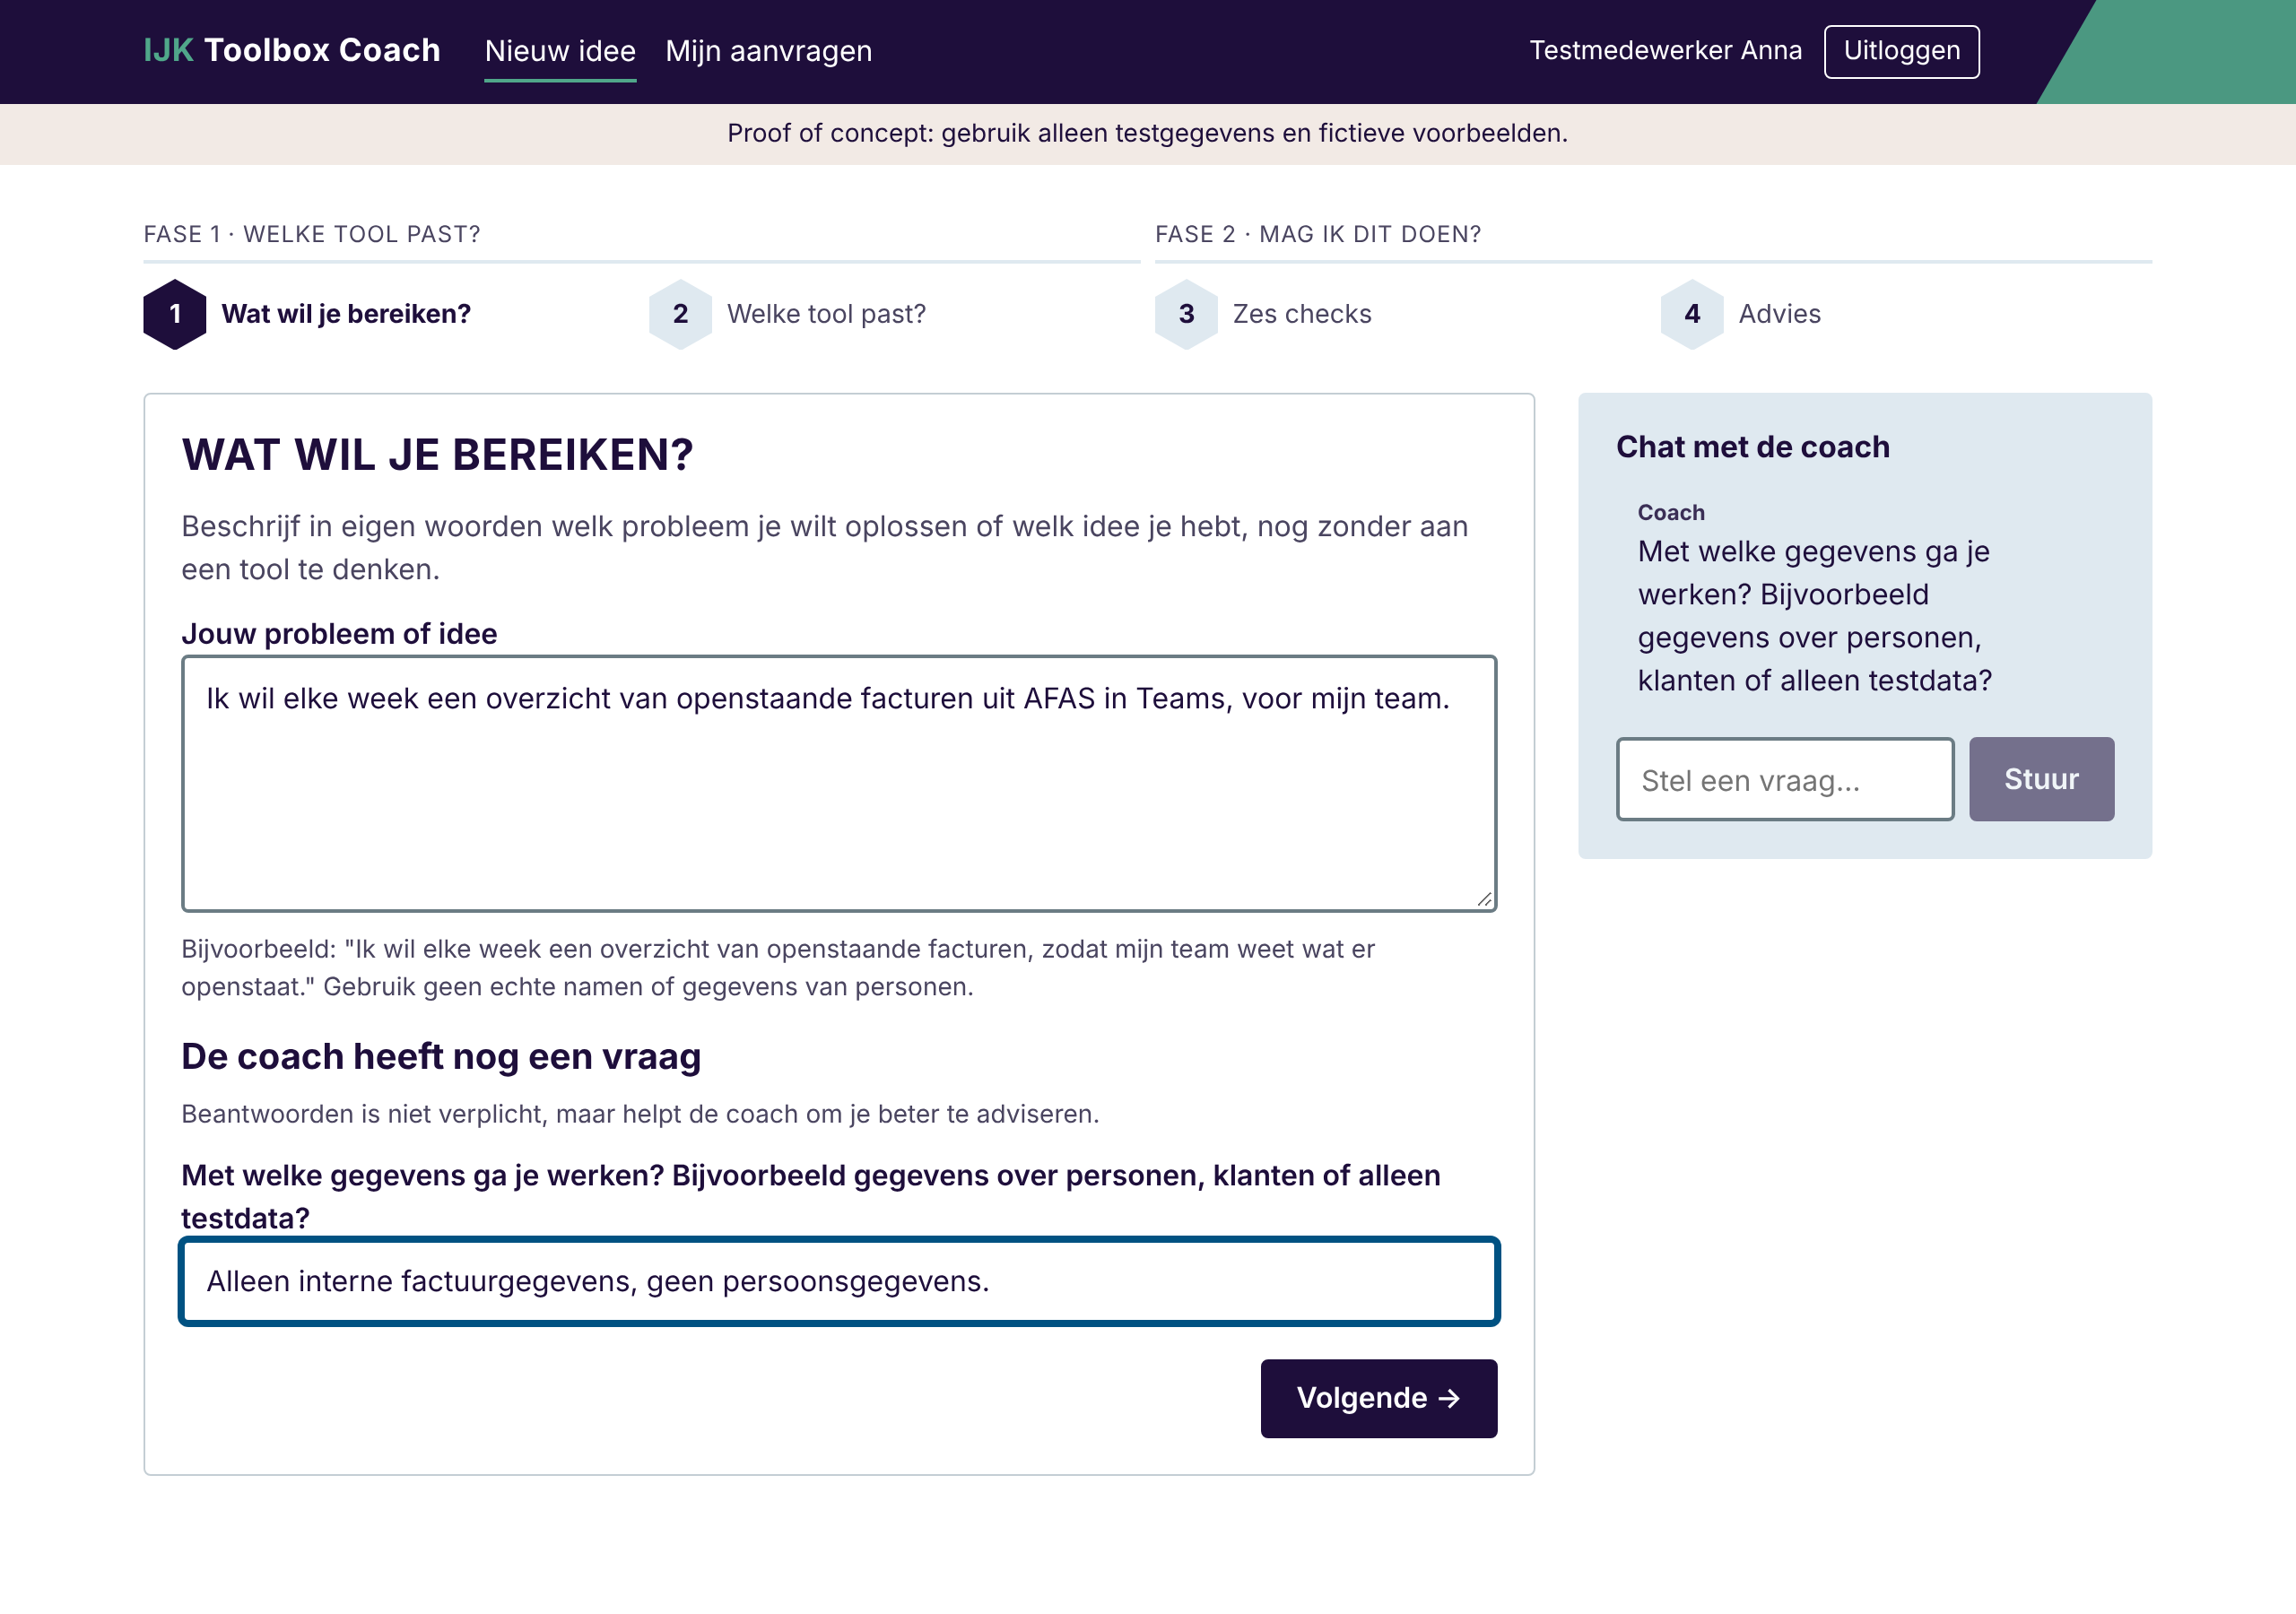 IJK Toolbox Coach Nieuw idee Mijn aanvragen Testmedewerker Anna Uitloggen
Proof of concept: gebruik alleen testgegevens en fictieve voorbeelden.
FASE 1 · WELKE TOOL PAST?
FASE 2 · MAG IK DIT DOEN?
1 Wat wil je bereiken?
2 Welke tool past?
3 Zes checks
4 Advies
WAT WIL JE BEREIKEN?
Beschrijf in eigen woorden welk probleem je wilt oplossen of welk idee je hebt, nog zonder aan
een tool te denken.
Jouw probleem of idee
Ik wil elke week een overzicht van openstaande facturen uit AFAS in Teams, voor mijn team.
Bijvoorbeeld: "Ik wil elke week een overzicht van openstaande facturen, zodat mijn team weet wat er
openstaat." Gebruik geen echte namen of gegevens van personen.
De coach heeft nog een vraag
Beantwoorden is niet verplicht, maar helpt de coach om je beter te adviseren.
Met welke gegevens ga je werken? Bijvoorbeeld gegevens over personen, klanten of alleen
testdata?
Alleen interne factuurgegevens, geen persoonsgegevens.
Volgende →
Chat met de coach
Coach
Met welke gegevens ga je
werken? Bijvoorbeeld
gegevens over personen,
klanten of alleen testdata?
Stel een vraag...
Stuur